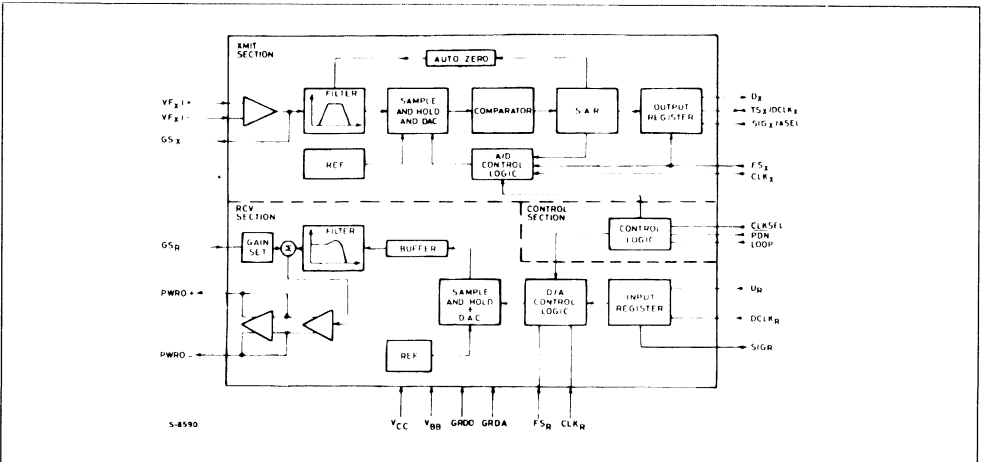 XMIT
SECTION
AUTO ZERO
FILTER
SAMPLE
AND HOLD
AND DAC
COMPARATOR
S A R
OUTPUT
REGISTER
VFX I+
VFX I-
GSX
DX
TSX/DCLKX
SIGX/ASEL
REF
A/D
CONTROL
LOGIC
FSX
CLKX
RCV
SECTION
CONTROL
SECTION
CONTROL
LOGIC
CLKSEL
PDN
LOOP
GSR
GAIN
SET
Σ
FILTER
BUFFER
SAMPLE
AND HOLD
+
DAC
D/A
CONTROL
LOGIC
INPUT
REGISTER
DR
DCLKR
SIGR
PWRO +
PWRO -
REF
S-8590
VCC
VBB
GRDD
GRDA
FSR
CLKR